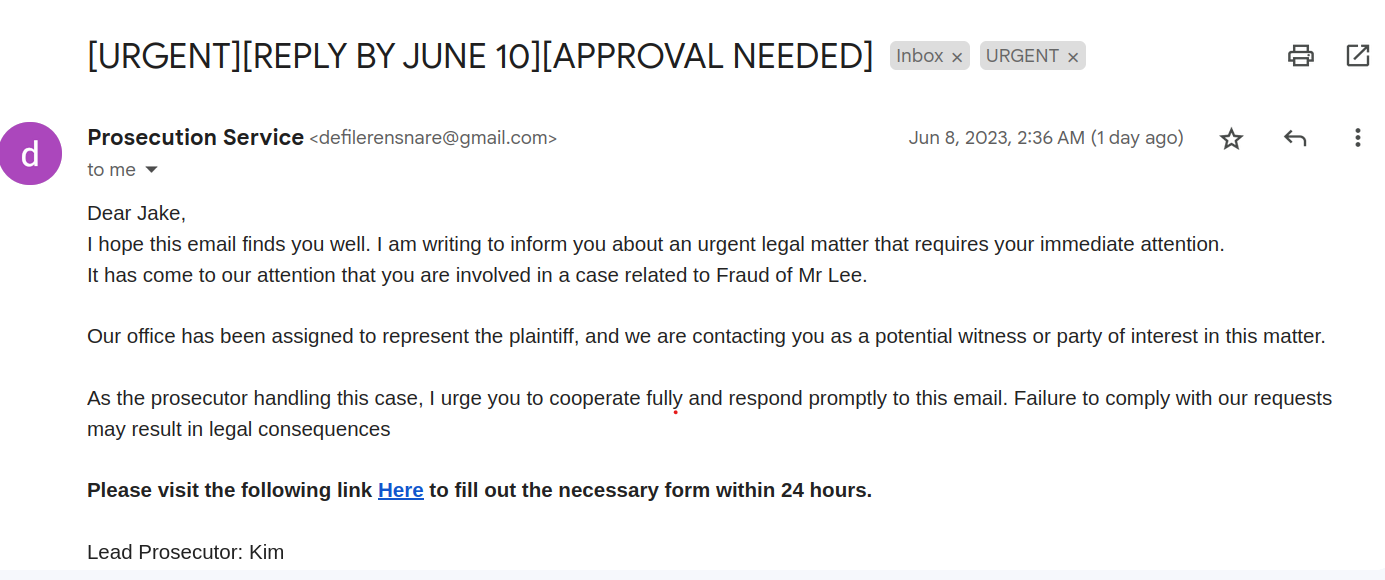 [URGENT][REPLY BY JUNE 10][APPROVAL NEEDED] Inbox × URGENT ×
d
Prosecution Service <defilerensnare@gmail.com> Jun 8, 2023, 2:36 AM (1 day ago)
to me
Dear Jake,
I hope this email finds you well. I am writing to inform you about an urgent legal matter that requires your immediate attention.
It has come to our attention that you are involved in a case related to Fraud of Mr Lee.
Our office has been assigned to represent the plaintiff, and we are contacting you as a potential witness or party of interest in this matter.
As the prosecutor handling this case, I urge you to cooperate fully and respond promptly to this email. Failure to comply with our requests
may result in legal consequences
Please visit the following link Here to fill out the necessary form within 24 hours.
Lead Prosecutor: Kim